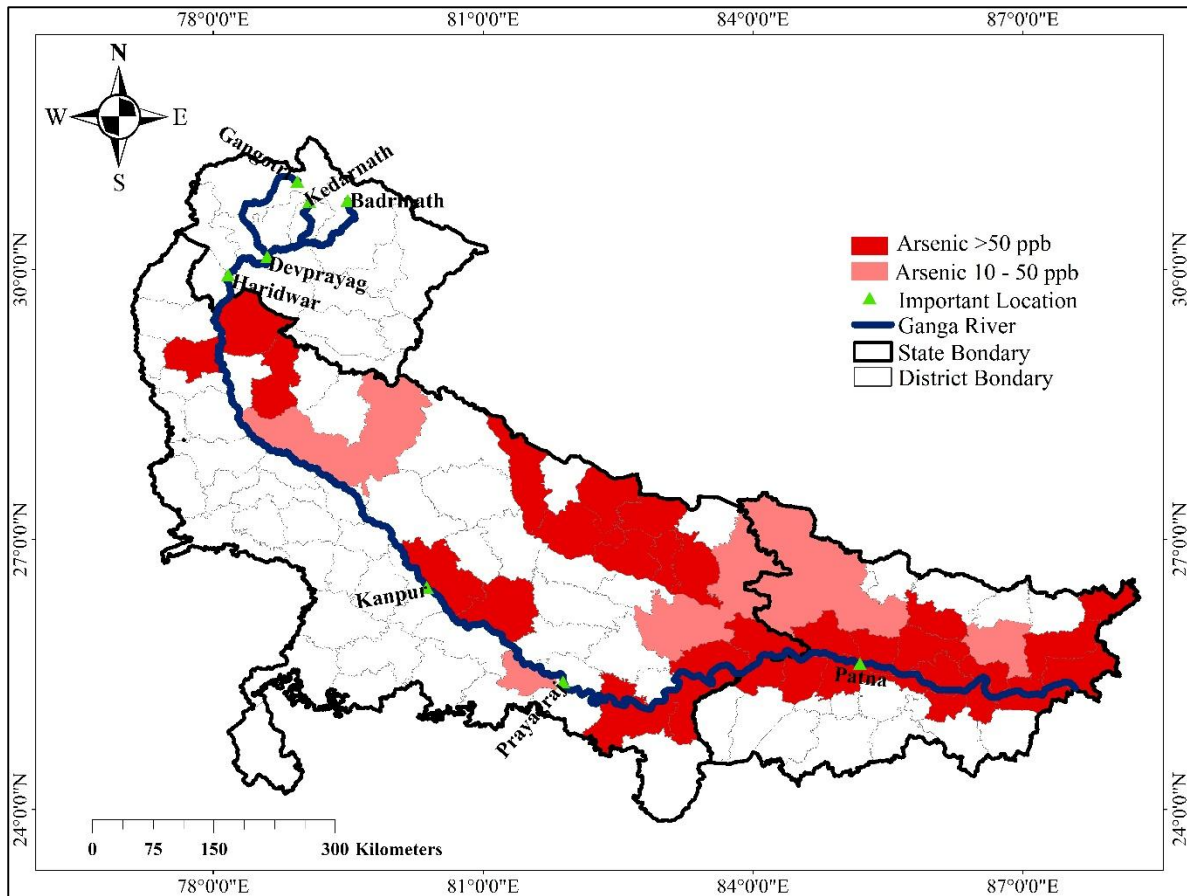 78°0'0"E 81°0'0"E 84°0'0"E 87°0'0"E
N
W E
S
Gangotri
Kedarnath
Badrinath
Devprayag
Haridwar
Kanpur
Prayagraj
Patna
Arsenic >50 ppb
Arsenic 10 - 50 ppb
Important Location
Ganga River
State Bondary
District Bondary
30°0'0"N
27°0'0"N
24°0'0"N
30°0'0"N
27°0'0"N
24°0'0"N
0 75 150 300 Kilometers
78°0'0"E 81°0'0"E 84°0'0"E 87°0'0"E